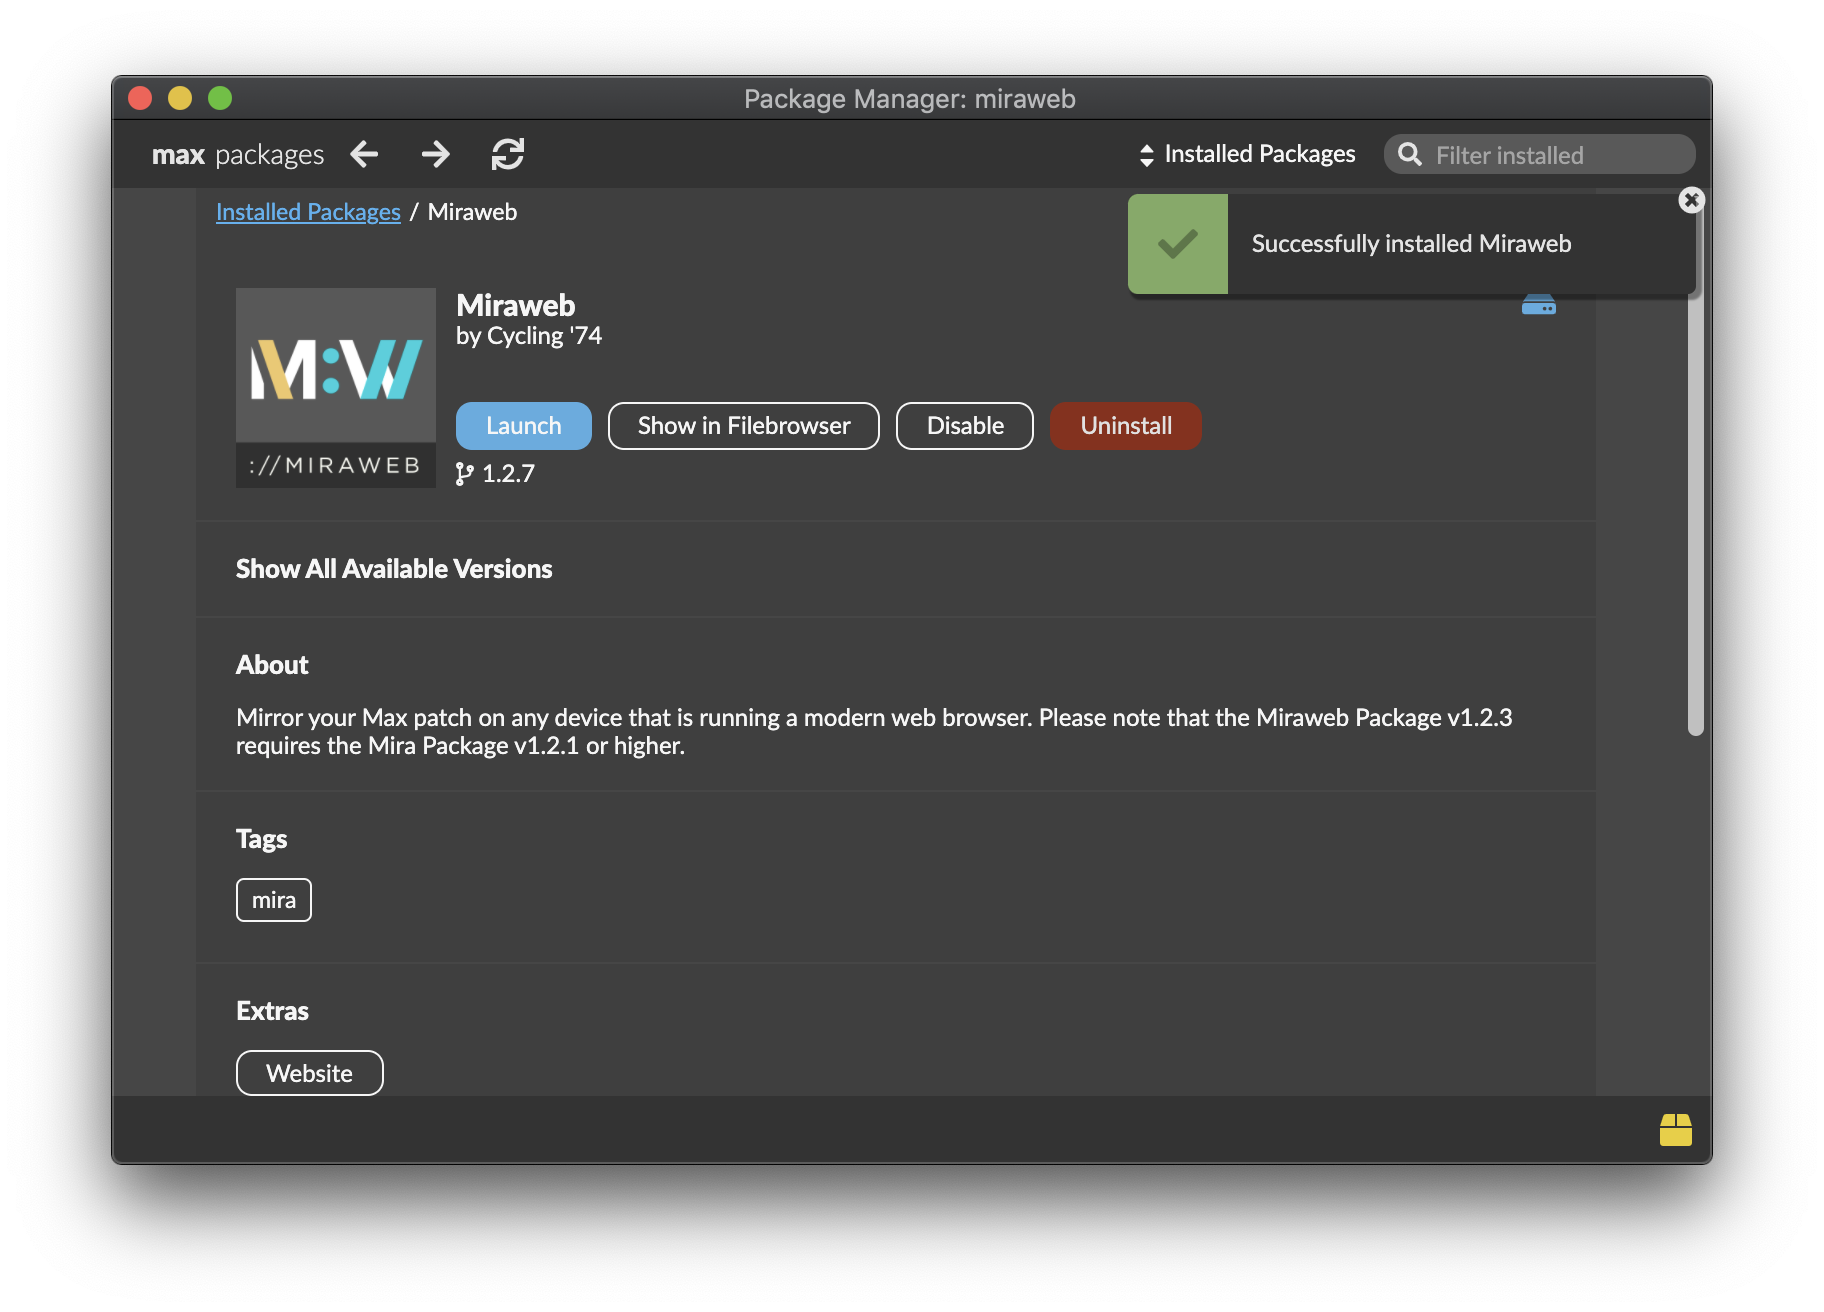 Package Manager: miraweb
max packages
Installed Packages
Filter installed
Installed Packages / Miraweb
Successfully installed Miraweb
M:W
://MIRAWEB
Miraweb
by Cycling '74
Launch
Show in Filebrowser
Disable
Uninstall
1.2.7
Show All Available Versions
About
Mirror your Max patch on any device that is running a modern web browser. Please note that the Miraweb Package v1.2.3
requires the Mira Package v1.2.1 or higher.
Tags
mira
Extras
Website